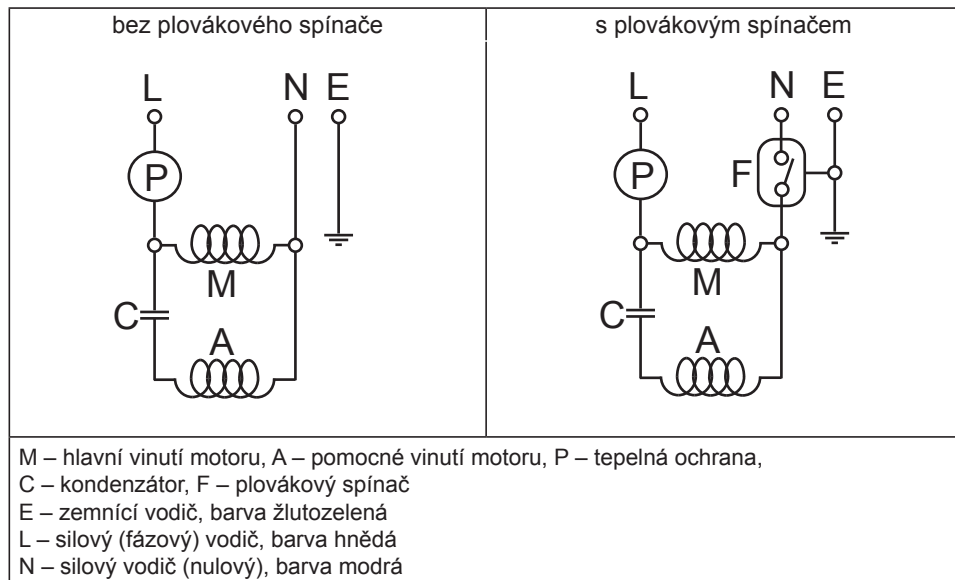 bez plovákového spínače
L N E
P
M
C
A
s plovákovým spínačem
L N E
P F
M
C
A
M – hlavní vinutí motoru, A – pomocné vinutí motoru, P – tepelná ochrana,
C – kondenzátor, F – plovákový spínač
E – zemnící vodič, barva žlutozelená
L – silový (fázový) vodič, barva hnědá
N – silový vodič (nulový), barva modrá